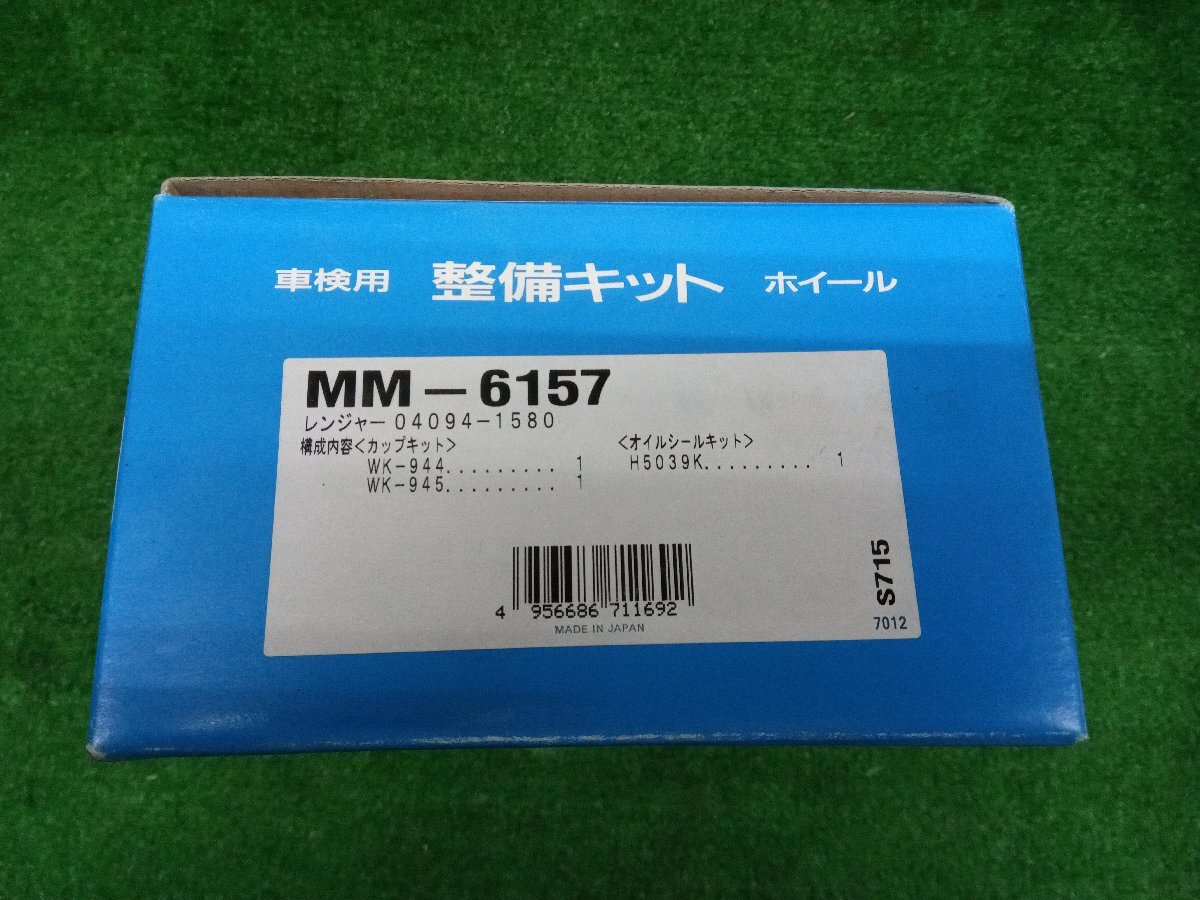 車検用 整備キット ホイール
MM-6157
レンジャー 04094-1580
構成内容<カップキット> <オイルシールキット>
WK-944......... 1 H5039K......... 1
WK-945......... 1
S715
4 956686 711692
MADE IN JAPAN
7012